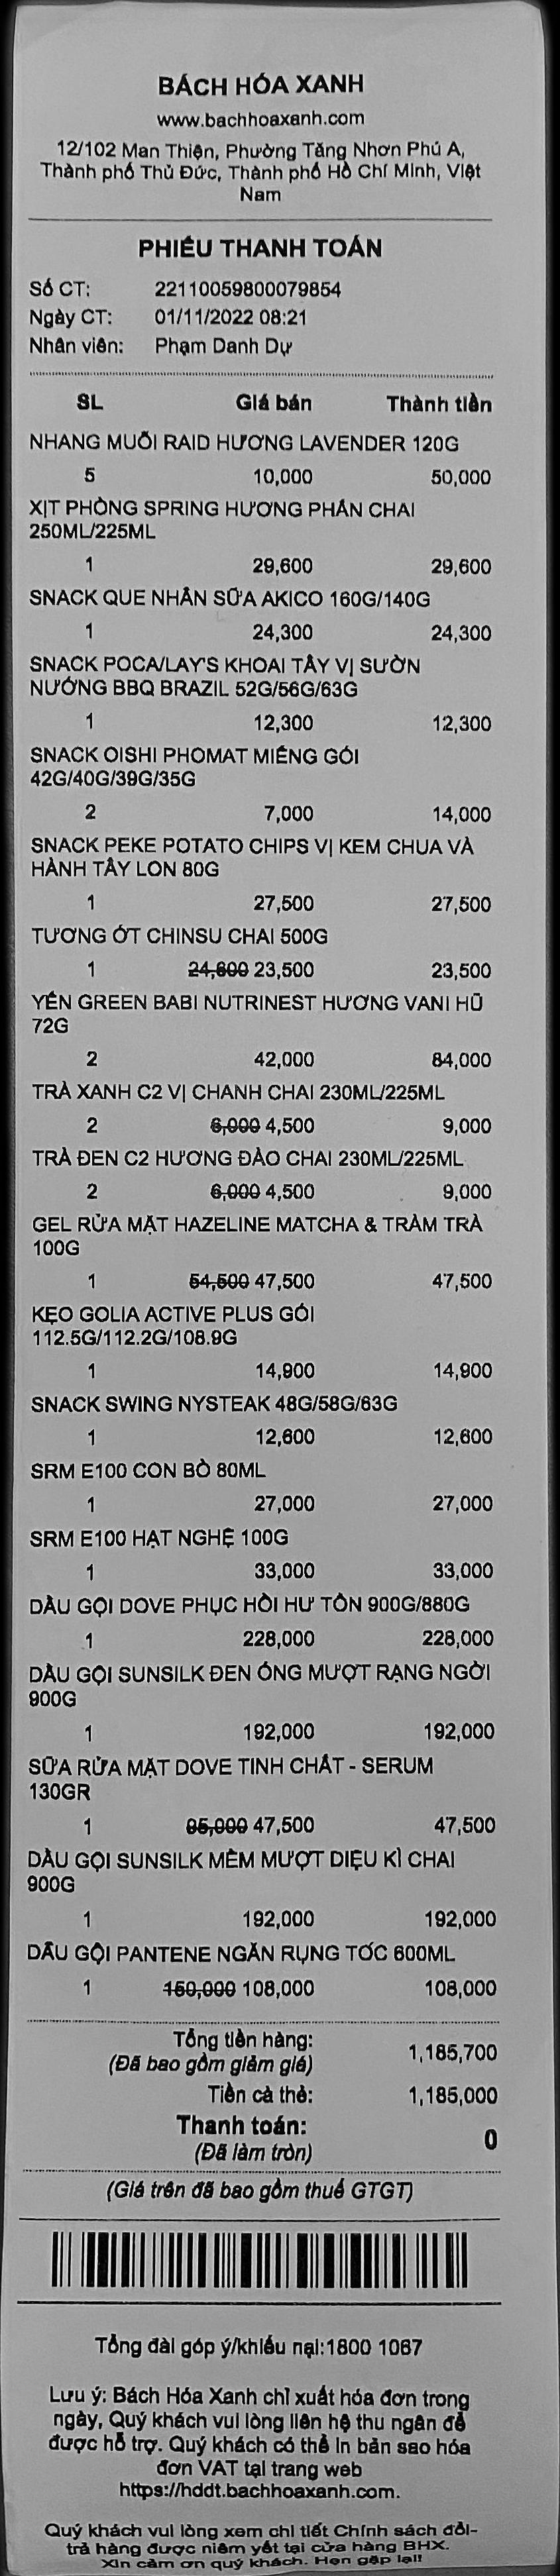 BÁCH HÓA XANH
www.bachhoaxanh.com
12/102 Man Thiện, Phường Tăng Nhơn Phú A,
Thành phố Thủ Đức, Thành phố Hồ Chí Minh, Việt
Nam
PHIẾU THANH TOÁN
Số CT: 22110059800079854
Ngày CT: 01/11/2022 08:21
Nhân viên: Phạm Danh Dự
SL Giá bán Thành tiền
NHANG MUỖI RAID HƯƠNG LAVENDER 120G
5 10,000 50,000
XỊT PHÒNG SPRING HƯƠNG PHẤN CHAI
250ML/225ML
1 29,600 29,600
SNACK QUE NHÂN SỮA AKICO 160G/140G
1 24,300 24,300
SNACK POCA/LAY'S KHOAI TÂY VỊ SƯỜN
NƯỚNG BBQ BRAZIL 52G/56G/63G
1 12,300 12,300
SNACK OISHI PHOMAT MIẾNG GÓI
42G/40G/39G/35G
2 7,000 14,000
SNACK PEKE POTATO CHIPS VỊ KEM CHUA VÀ
HÀNH TÂY LON 80G
1 27,500 27,500
TƯƠNG ỚT CHINSU CHAI 500G
1 24,600 23,500 23,500
YẾN GREEN BABI NUTRINEST HƯƠNG VANI HŨ
72G
2 42,000 84,000
TRÀ XANH C2 VỊ CHANH CHAI 230ML/225ML
2 6,000 4,500 9,000
TRÀ ĐEN C2 HƯƠNG ĐÀO CHAI 230ML/225ML
2 6,000 4,500 9,000
GEL RỬA MẶT HAZELINE MATCHA & TRÀM TRÀ
100G
1 54,500 47,500 47,500
KẸO GOLIA ACTIVE PLUS GÓI
112.5G/112.2G/108.9G
1 14,900 14,900
SNACK SWING NYSTEAK 48G/58G/63G
1 12,600 12,600
SRM E100 CON BÒ 80ML
1 27,000 27,000
SRM E100 HẠT NGHỆ 100G
1 33,000 33,000
DẦU GỘI DOVE PHỤC HỒI HƯ TỔN 900G/880G
1 228,000 228,000
DẦU GỘI SUNSILK ĐEN ÓNG MƯỢT RẠNG NGỜI
900G
1 192,000 192,000
SỮA RỬA MẶT DOVE TINH CHẤT - SERUM
130GR
1 95,000 47,500 47,500
DẦU GỘI SUNSILK MỀM MƯỢT DIỆU KÌ CHAI
900G
1 192,000 192,000
DẦU GỘI PANTENE NGĂN RỤNG TÓC 600ML
1 150,000 108,000 108,000
Tổng tiền hàng: 1,185,700
(Đã bao gồm giảm giá)
Tiền cà thẻ: 1,185,000
Thanh toán: 0
(Đã làm tròn)
(Giá trên đã bao gồm thuế GTGT)
Tổng đài góp ý/khiếu nại:1800 1067
Lưu ý: Bách Hóa Xanh chỉ xuất hóa đơn trong
ngày, Quý khách vui lòng liên hệ thu ngân để
được hỗ trợ. Quý khách có thể in bản sao hóa
đơn VAT tại trang web
https://hddt.bachhoaxanh.com.
Quý khách vui lòng xem chi tiết Chính sách đổi-
trả hàng được niêm yết tại cửa hàng BHX.
Xin cảm ơn quý khách. Hẹn gặp lại!